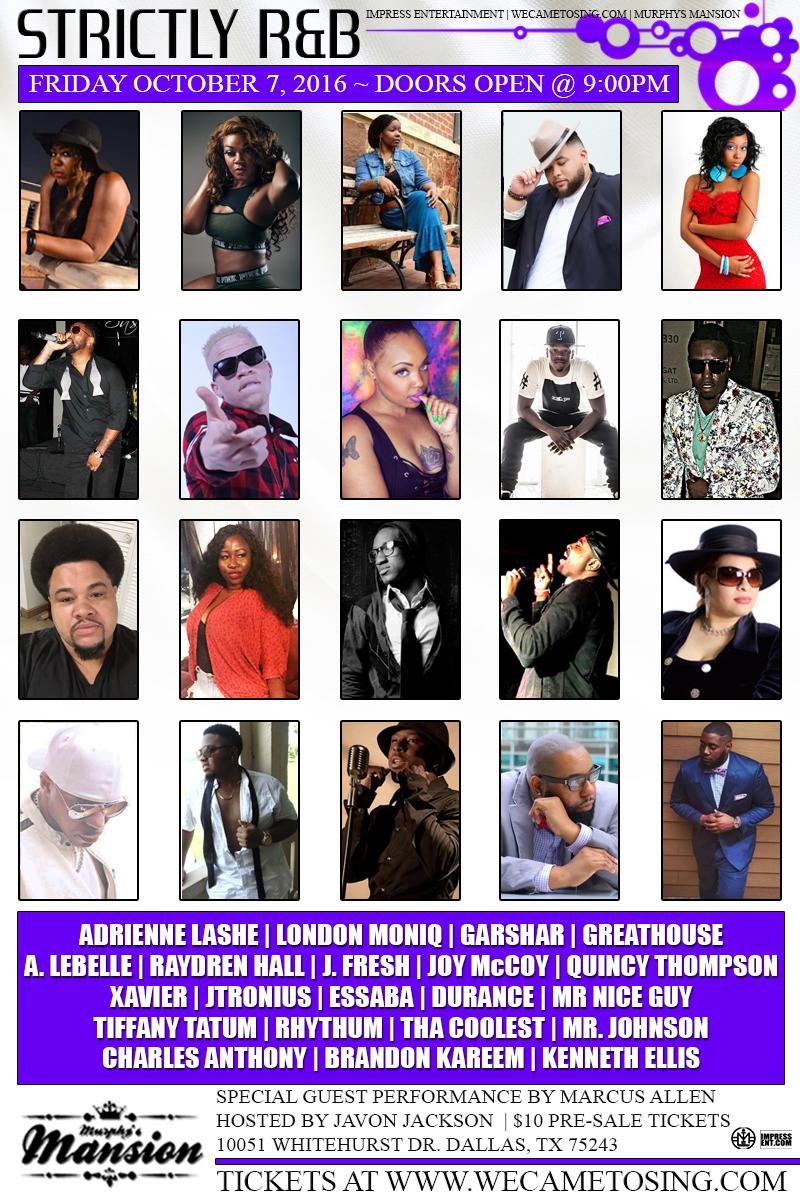 STRICTLY R&B
IMPRESS ENTERTAINMENT | WECAMETOSING.COM | MURPHYS MANSION
FRIDAY OCTOBER 7, 2016 ~ DOORS OPEN @ 9:00PM
ADRIENNE LASHE | LONDON MONIQ | GARSHAR | GREATHOUSE
A. LEBELLE | RAYDREN HALL | J. FRESH | JOY McCOY | QUINCY THOMPSON
XAVIER | JTRONIUS | ESSABA | DURANCE | MR NICE GUY
TIFFANY TATUM | RHYTHUM | THA COOLEST | MR. JOHNSON
CHARLES ANTHONY | BRANDON KAREEM | KENNETH ELLIS
Murphy's
Mansion
SPECIAL GUEST PERFORMANCE BY MARCUS ALLEN
HOSTED BY JAVON JACKSON | $10 PRE-SALE TICKETS
10051 WHITEHURST DR. DALLAS, TX 75243
IMPRESS
ENT.COM
TICKETS AT WWW.WECAMETOSING.COM